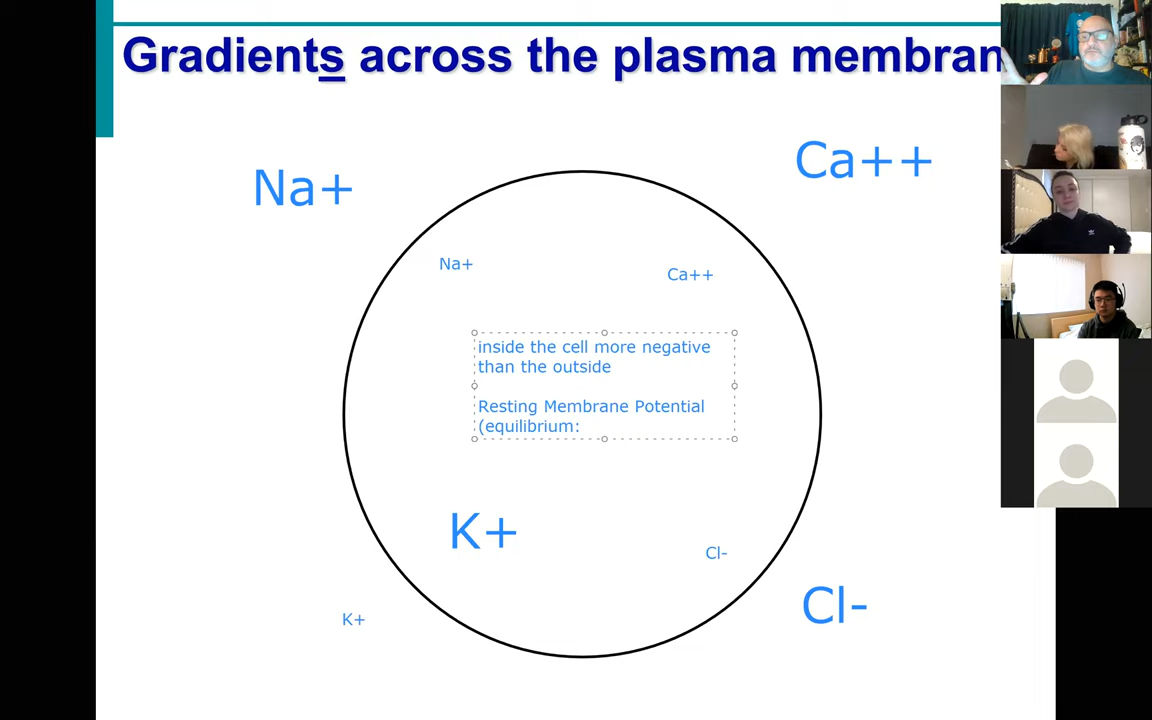 Gradients across the plasma membran
Ca++
Na+
Na+
Ca++
inside the cell more negative
than the outside
Resting Membrane Potential
(equilibrium:
K+
Cl-
Cl-
K+